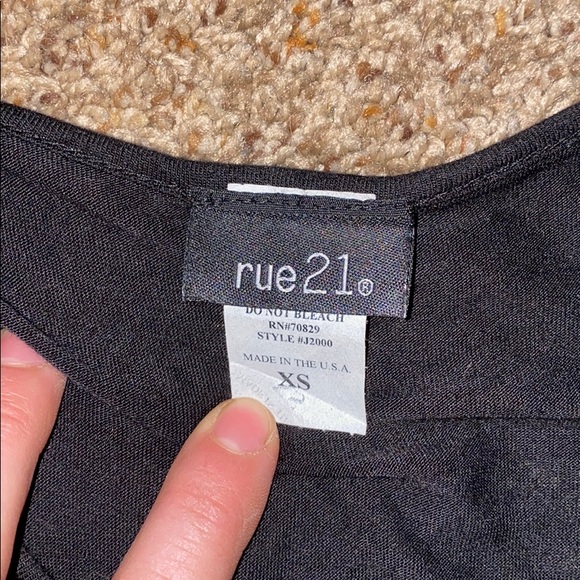 rue21®
DO NOT BLEACH
RN#70829
STYLE #J2000
MADE IN THE U.S.A.
XS